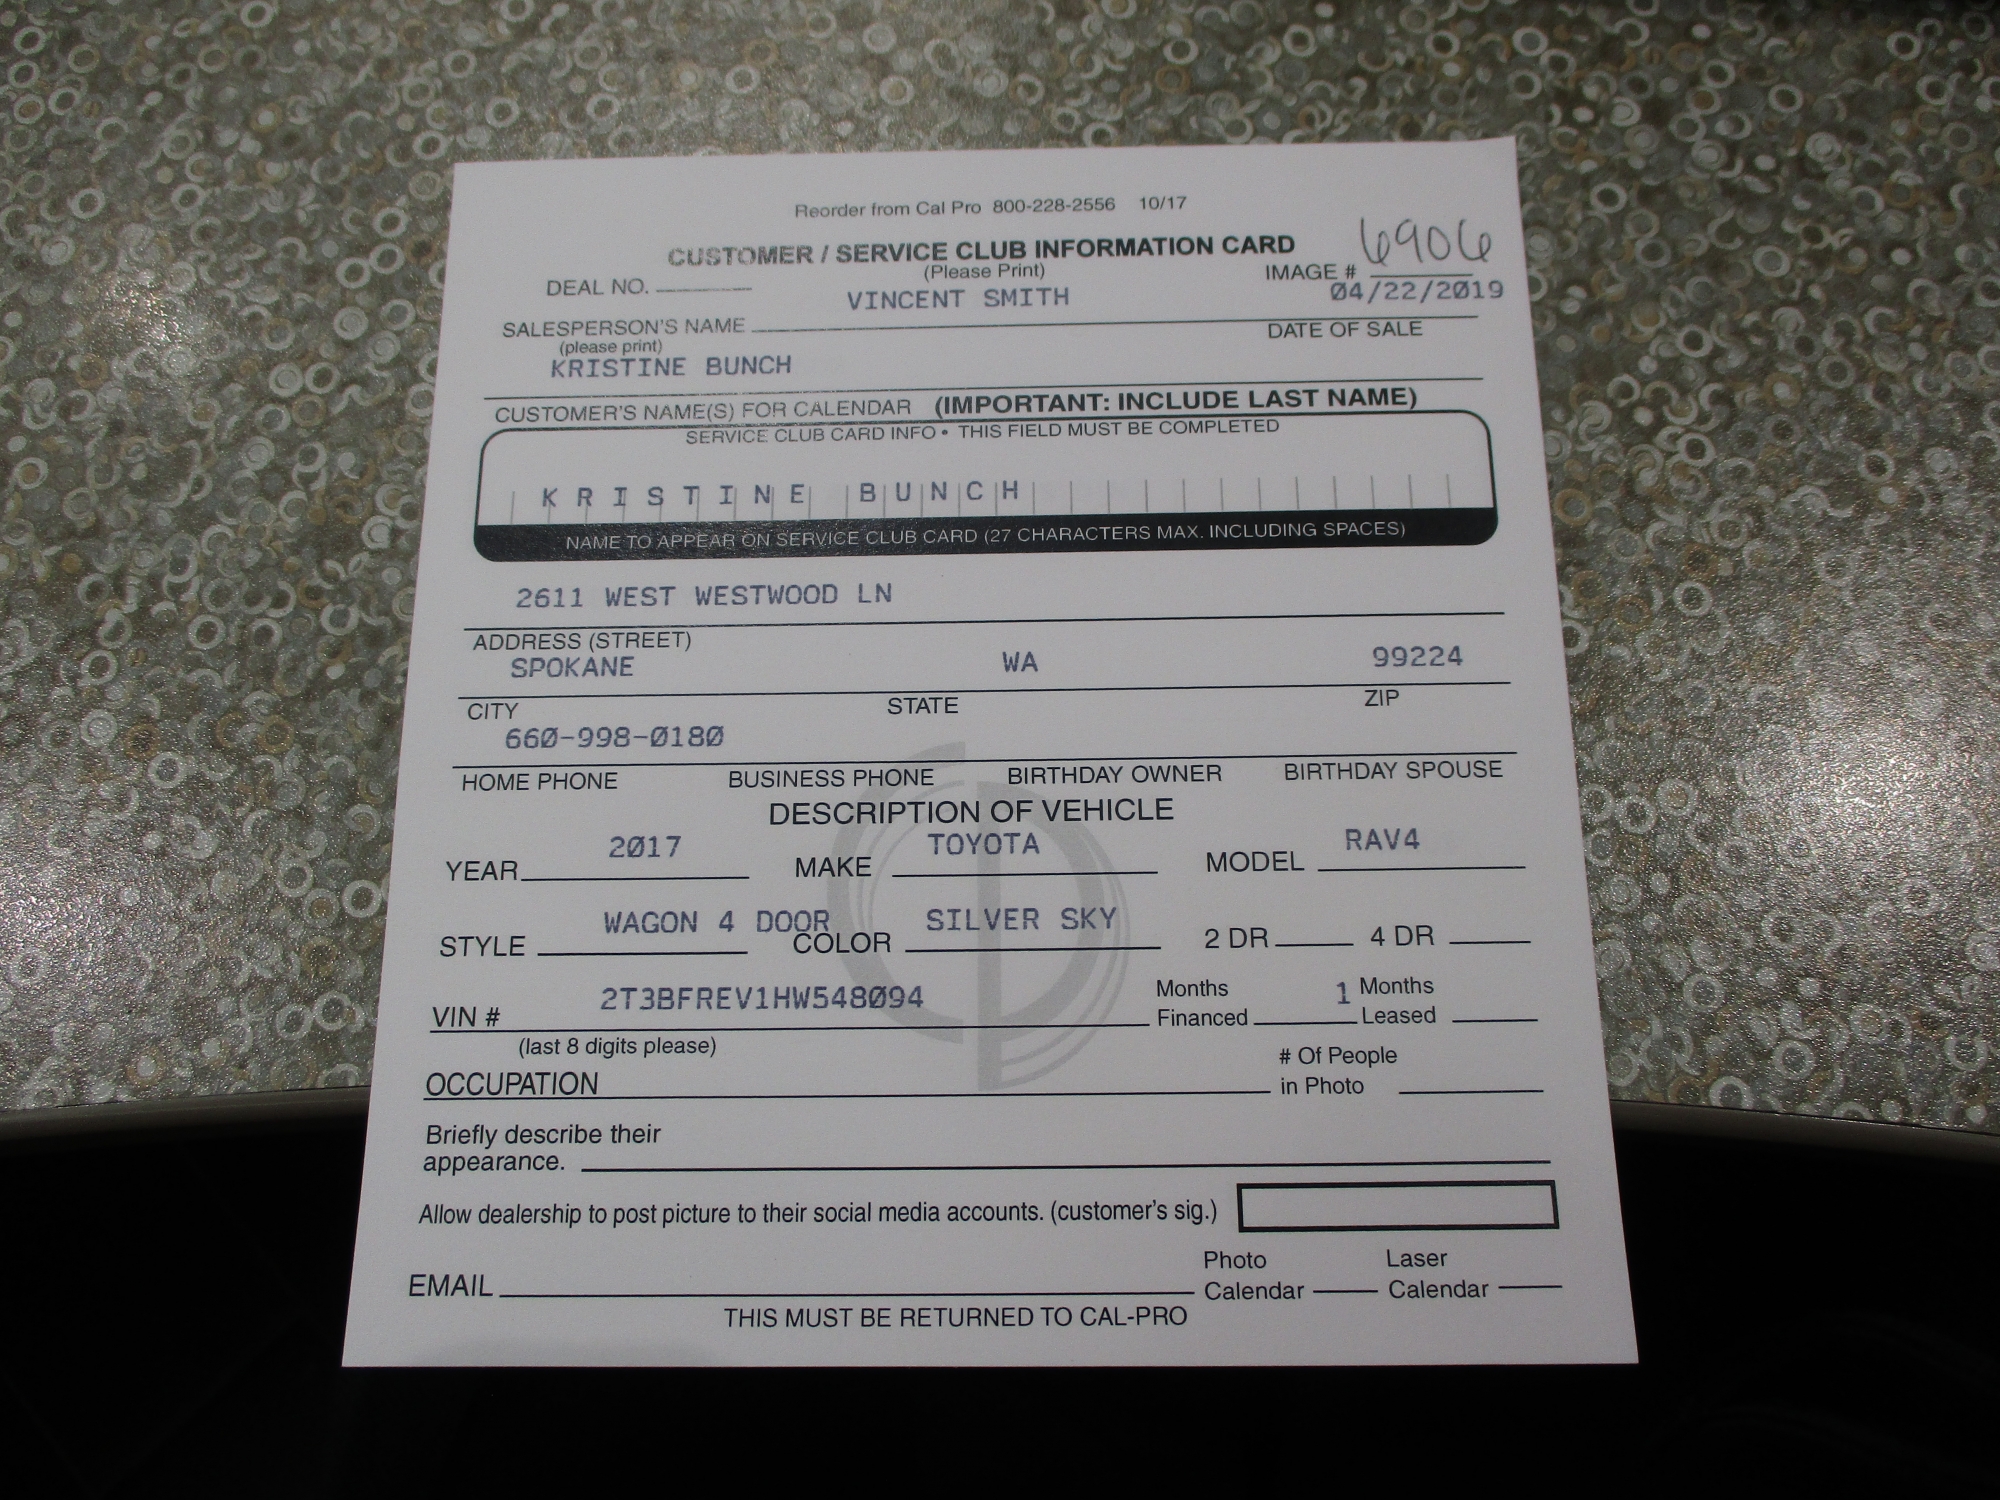 Reorder from Cal Pro 800-228-2556 10/17
CUSTOMER / SERVICE CLUB INFORMATION CARD
6906
(Please Print)
DEAL NO.
IMAGE #
VINCENT SMITH
04/22/2019
SALESPERSON'S NAME
DATE OF SALE
(please print)
KRISTINE BUNCH
CUSTOMER'S NAME(S) FOR CALENDAR (IMPORTANT: INCLUDE LAST NAME)
SERVICE CLUB CARD INFO • THIS FIELD MUST BE COMPLETED
KRISTINE BUNCH
NAME TO APPEAR ON SERVICE CLUB CARD (27 CHARACTERS MAX. INCLUDING SPACES)
2611 WEST WESTWOOD LN
ADDRESS (STREET)
SPOKANE WA 99224
CITY STATE ZIP
660-998-0180
HOME PHONE BUSINESS PHONE BIRTHDAY OWNER BIRTHDAY SPOUSE
DESCRIPTION OF VEHICLE
YEAR 2017 MAKE TOYOTA MODEL RAV4
STYLE WAGON 4 DOOR COLOR SILVER SKY 2 DR 4 DR
VIN # 2T3BFREV1HW548094 Months Financed 1 Months Leased
(last 8 digits please)
OCCUPATION # Of People in Photo
Briefly describe their
appearance.
Allow dealership to post picture to their social media accounts. (customer's sig.)
EMAIL Photo Calendar Laser Calendar
THIS MUST BE RETURNED TO CAL-PRO